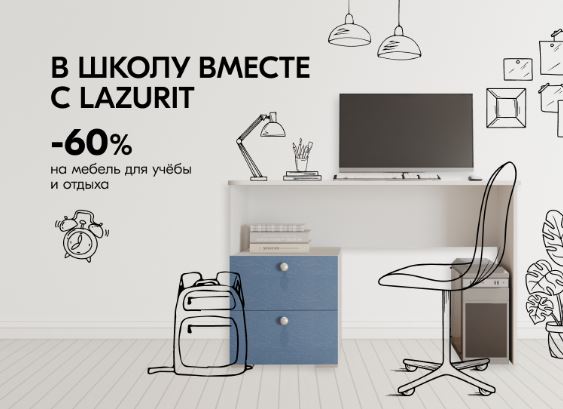 В ШКОЛУ ВМЕСТЕ
С LAZURIT
-60%
на мебель для учёбы
и отдыха